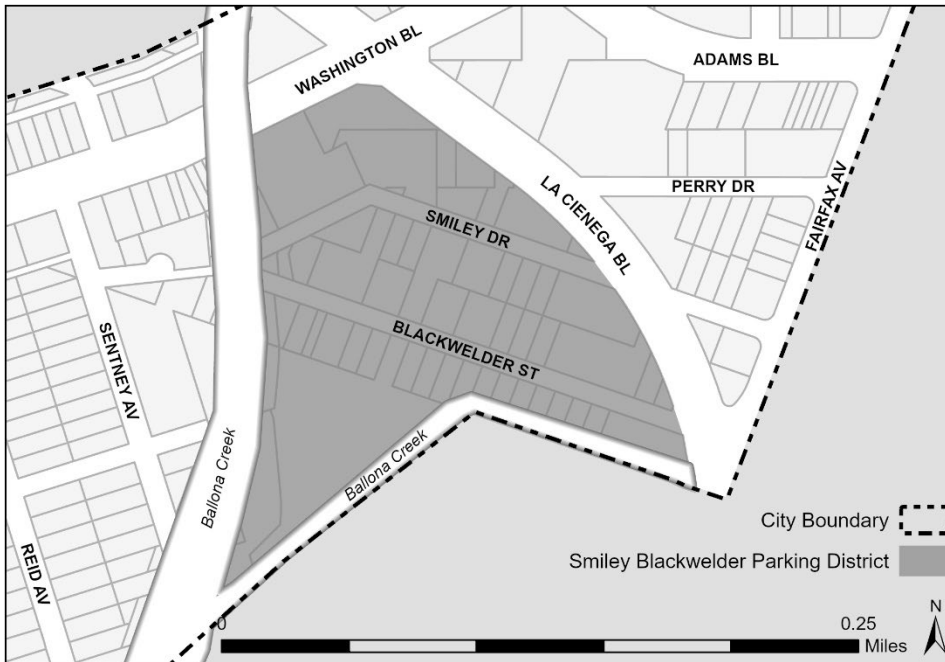 WASHINGTON BL
ADAMS BL
PERRY DR
LA CIENEGA BL
FAIRFAX AV
SMILEY DR
BLACKWELDER ST
SENTNEY AV
Ballona Creek
Ballona Creek
REID AV
City Boundary
Smiley Blackwelder Parking District
0
0.25
Miles
N